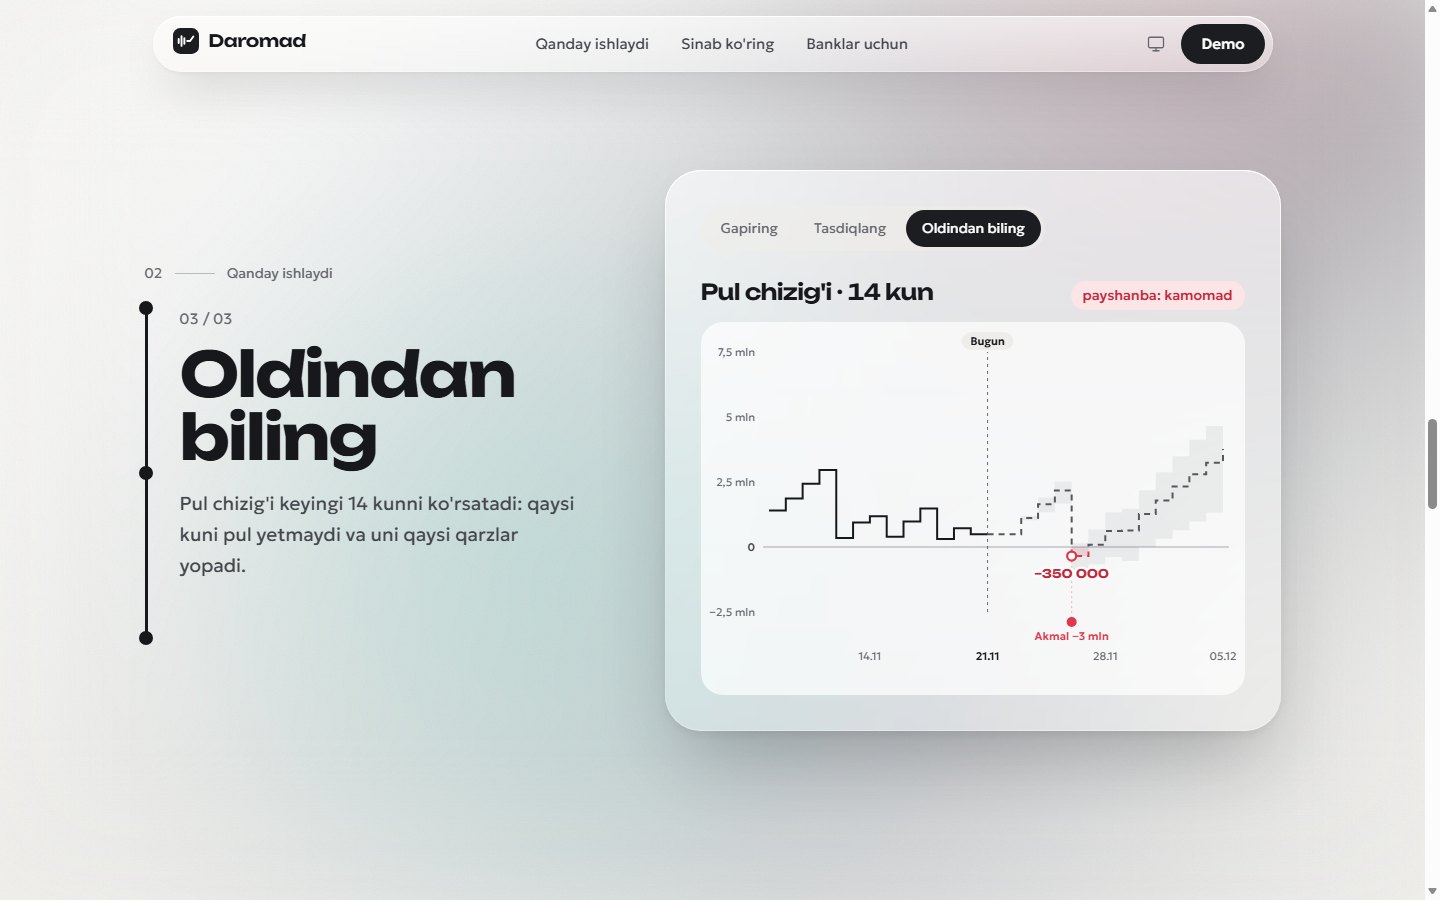 Daromad
Qanday ishlaydi
Sinab ko'ring
Banklar uchun
Demo
02
Qanday ishlaydi
03 / 03
Oldindan
biling
Pul chizig'i keyingi 14 kunni ko'rsatadi: qaysi
kuni pul yetmaydi va uni qaysi qarzlar
yopadi.
Gapiring
Tasdiqlang
Oldindan biling
Pul chizig'i · 14 kun
payshanba: kamomad
Bugun
7,5 mln
5 mln
2,5 mln
0
−2,5 mln
−350 000
Akmal −3 mln
14.11
21.11
28.11
05.12